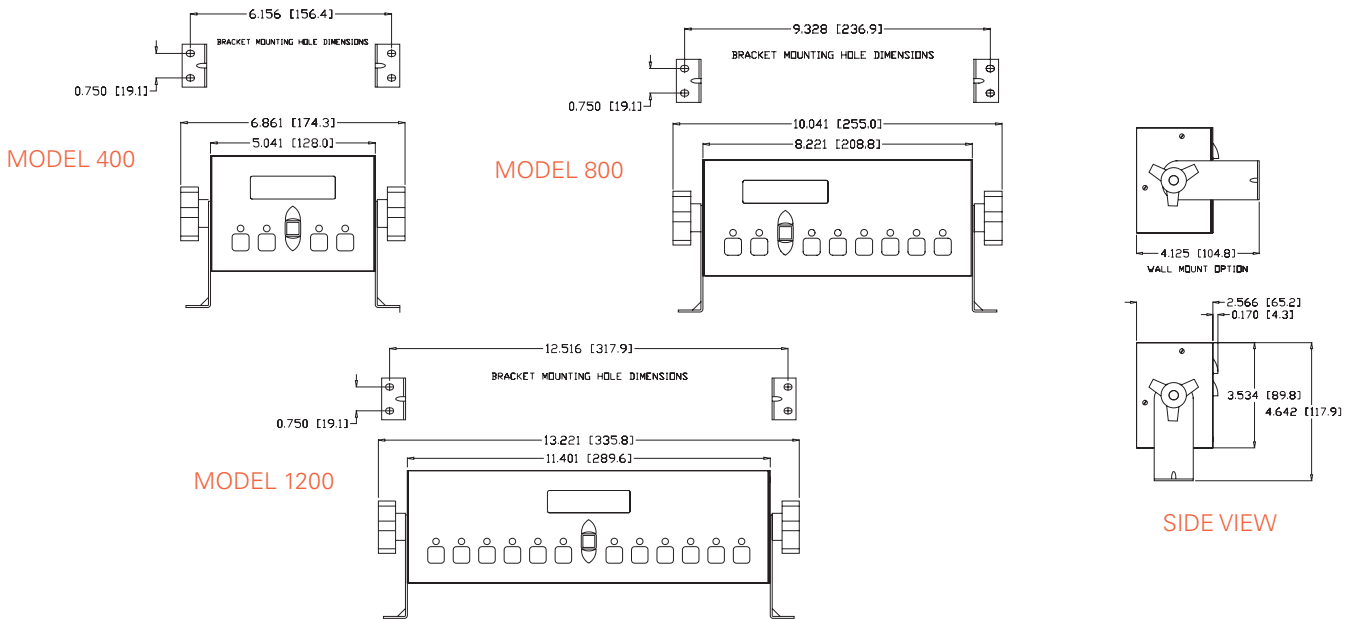 6.156 [156.4]
BRACKET MOUNTING HOLE DIMENSIONS
0.750 [19.1]
6.861 [174.3]
5.041 [128.0]
MODEL 400
9.328 [236.9]
BRACKET MOUNTING HOLE DIMENSIONS
0.750 [19.1]
10.041 [255.0]
8.221 [208.8]
MODEL 800
12.516 [317.9]
BRACKET MOUNTING HOLE DIMENSIONS
0.750 [19.1]
13.221 [335.8]
11.401 [289.6]
MODEL 1200
4.125 [104.8]
WALL MOUNT OPTION
2.566 [65.2]
0.170 [4.3]
3.534 [89.8]
4.642 [117.9]
SIDE VIEW